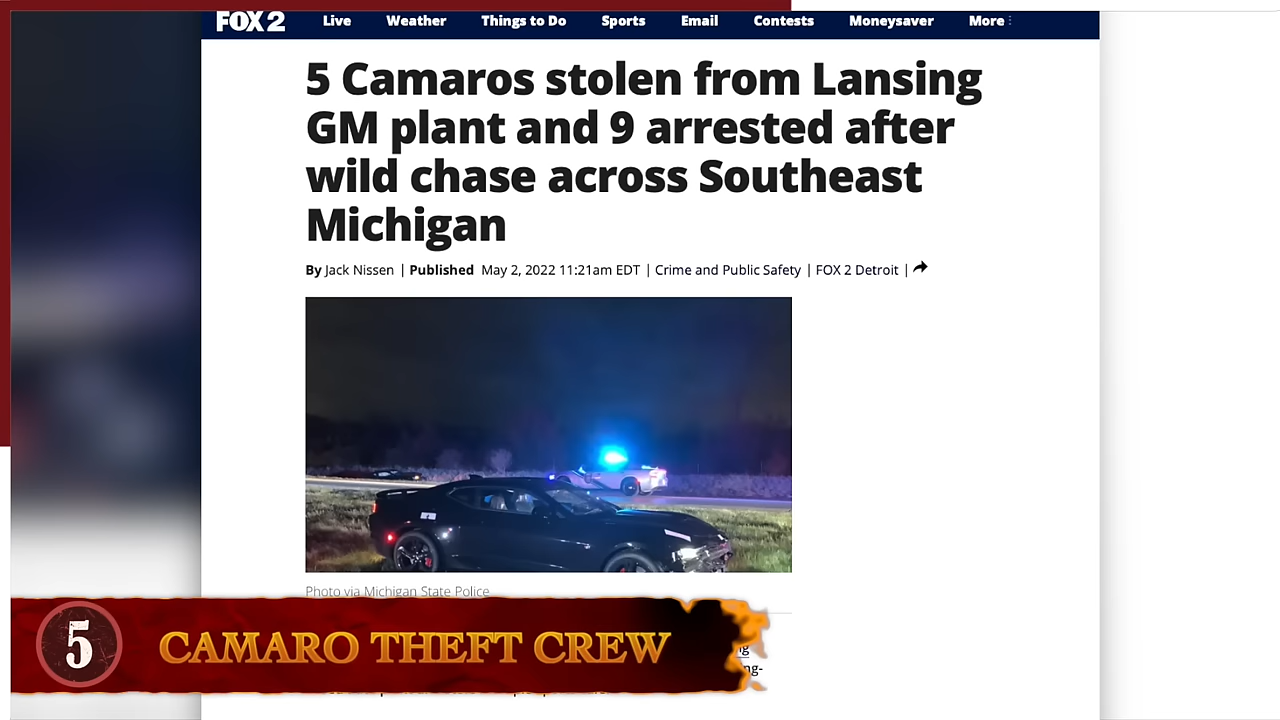 FOX 2 Live Weather Things to Do Sports Email Contests Moneysaver More
5 Camaros stolen from Lansing
GM plant and 9 arrested after
wild chase across Southeast
Michigan
By Jack Nissen | Published May 2, 2022 11:21am EDT | Crime and Public Safety | FOX 2 Detroit |
Photo via Michigan State Police
5 CAMARO THEFT CREW